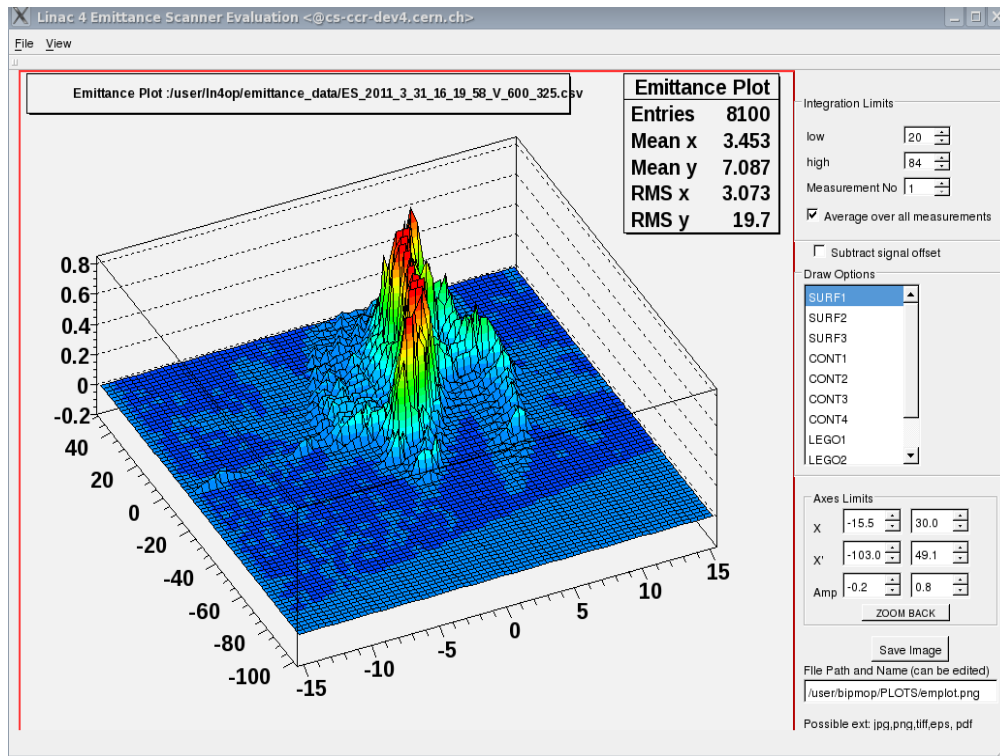 Linac 4 Emittance Scanner Evaluation <@cs-ccr-dev4.cern.ch>
File View
Emittance Plot :/user/ln4op/emittance_data/ES_2011_3_31_16_19_58_V_600_325.csv
Emittance Plot
Entries 8100
Mean x 3.453
Mean y 7.087
RMS x 3.073
RMS y 19.7
0.8
0.6
0.4
0.2
0
-0.2
40
20
0
-20
-40
-60
-80
-100
-15
-10
-5
0
5
10
15
Integration Limits
low 20
high 84
Measurement No 1
Average over all measurements
Subtract signal offset
Draw Options
SURF1
SURF2
SURF3
CONT1
CONT2
CONT3
CONT4
LEGO1
LEGO2
Axes Limits
X -15.5 30.0
X' -103.0 49.1
Amp -0.2 0.8
ZOOM BACK
Save Image
File Path and Name (can be edited)
/user/bipmop/PLOTS/emplot.png
Possible ext: jpg,png,tiff,eps, pdf